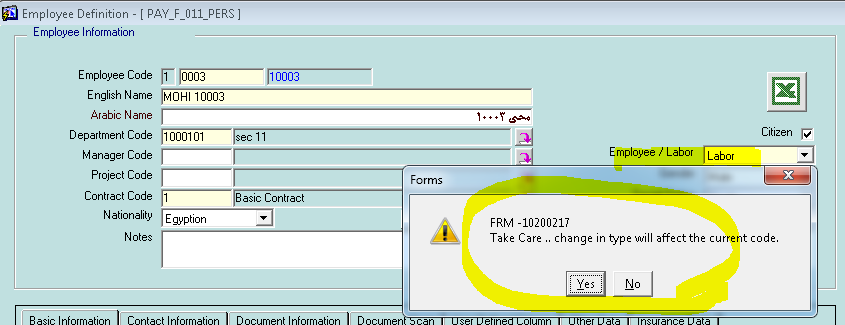 Employee Definition - [ PAY_F_011_PERS ]
Employee Information
Employee Code 1 0003 10003
English Name MOHI 10003
Arabic Name محي ١٠٠٠٣
Department Code 1000101 sec 11
Citizen
Manager Code
Employee / Labor Labor
Project Code
Contract Code 1 Basic Contract
Nationality Egyption
Notes
Forms
FRM -10200217
Take Care .. change in type will affect the current code.
Yes No
Basic Information Contact Information Document Information Document Scan User Defined Column Other Data Insurance Data